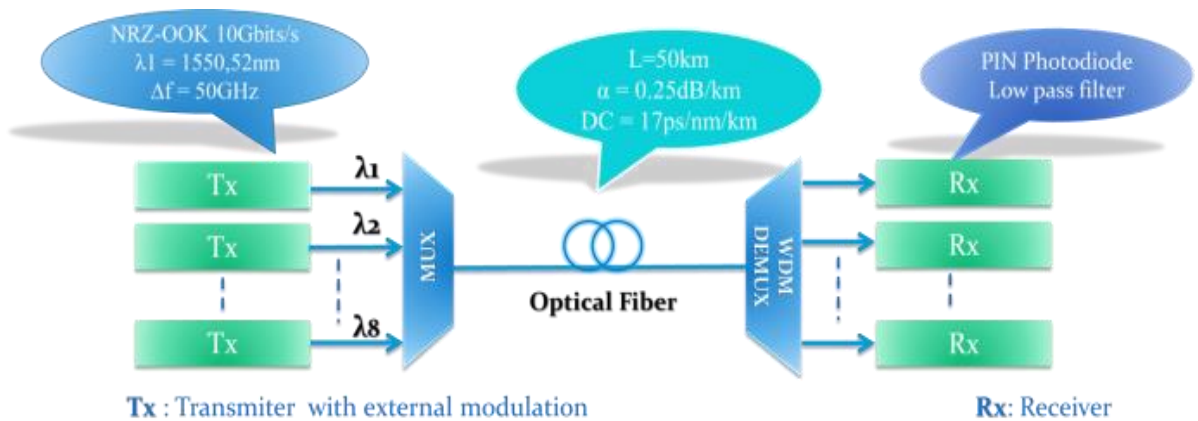 NRZ-OOK 10Gbits/s
λ1 = 1550,52nm
Δf = 50GHz
L=50km
α = 0.25dB/km
DC = 17ps/nm/km
PIN Photodiode
Low pass filter
Tx
λ1
Rx
Tx
λ2
Rx
MUX
WDM
DEMUX
Optical Fiber
Tx
λ8
Rx
Tx : Transmiter with external modulation
Rx: Receiver